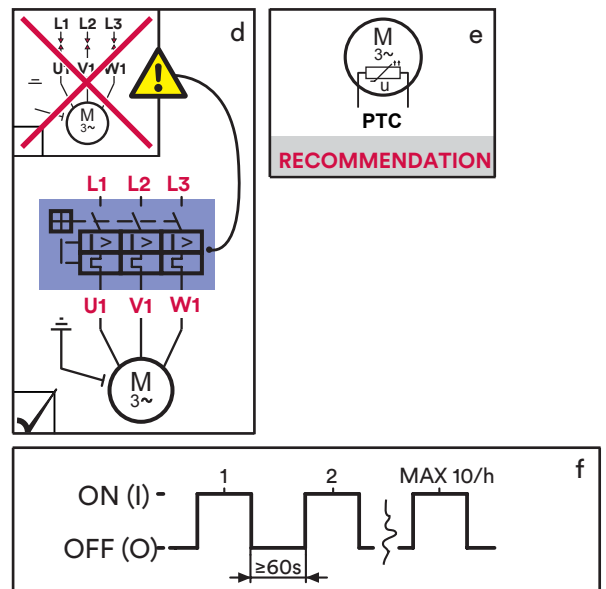 L1 L2 L3
U1 V1 W1
M
3~
d
L1 L2 L3
I> I> I>
U1 V1 W1
M
3~
M
3~
u
PTC
e
RECOMMENDATION
f
1 2 MAX 10/h
ON (I)
OFF (O)
≥60s